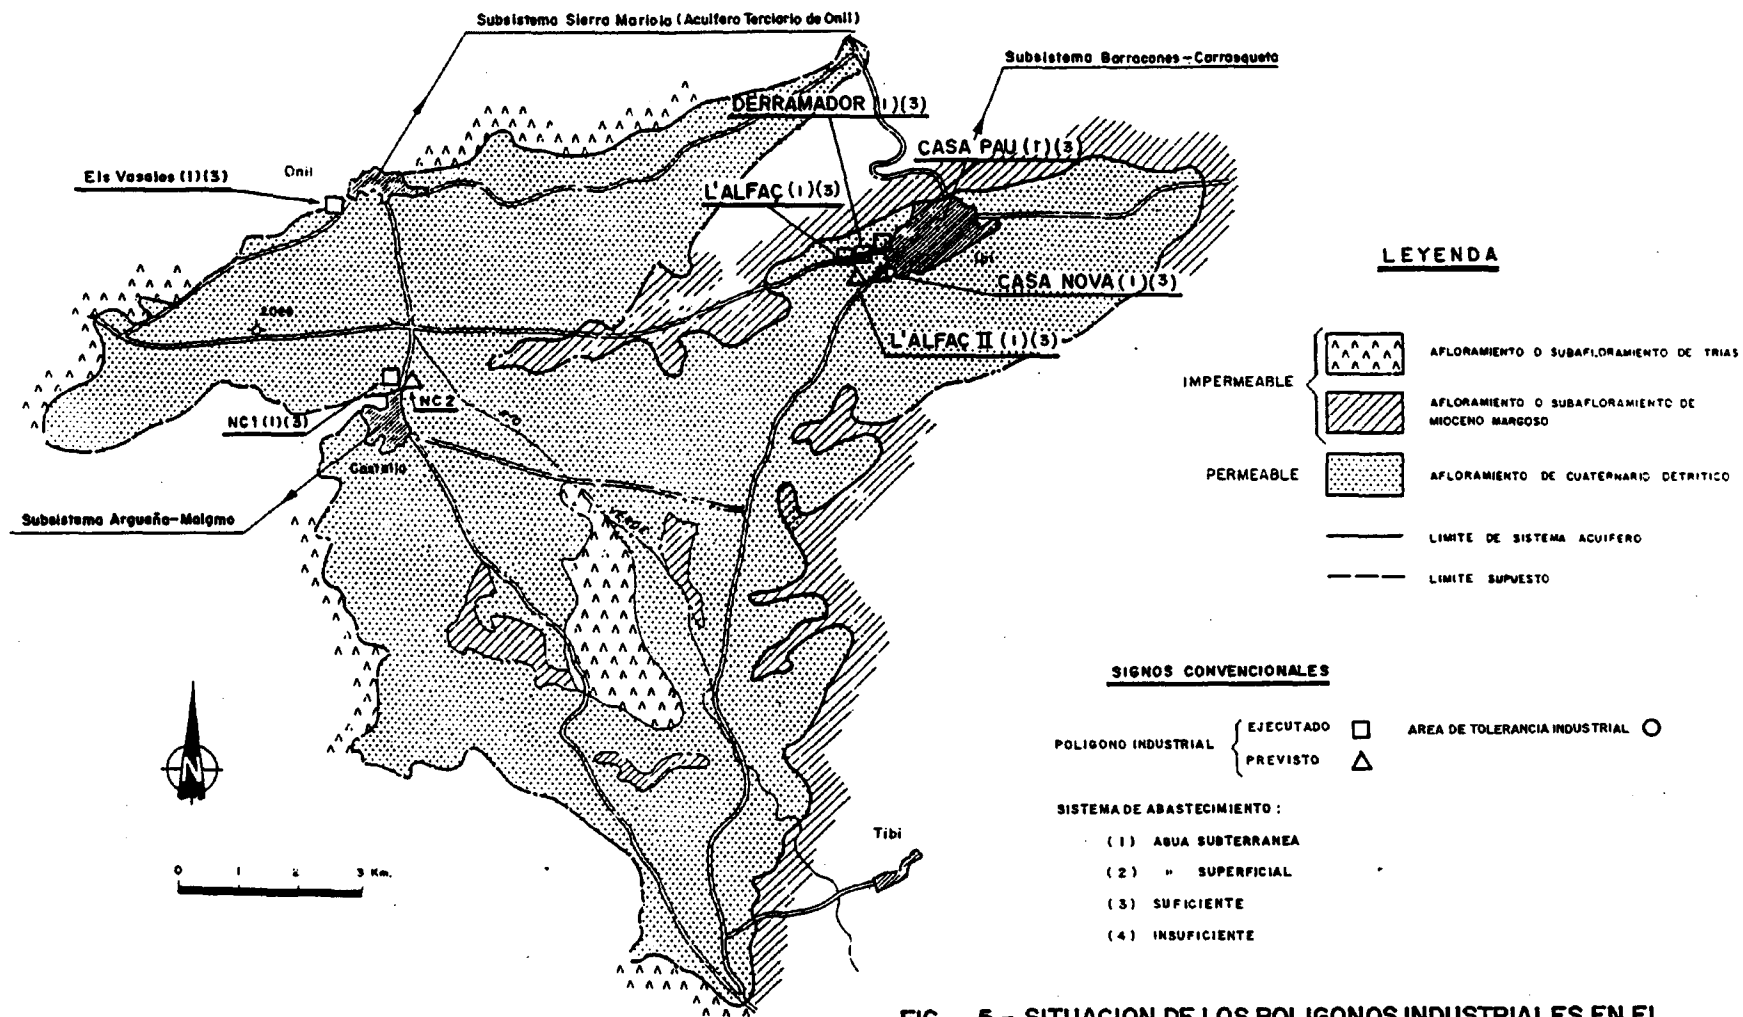 Subsistema Sierra Mariola (Acuifero Terciario de Onil)
Subsistema Barracones-Carrasqueta
DERRAMADOR (1)(3)
CASA PAU (1)(3)
Onil
Els Vasales (1)(3)
L'ALFAÇ (1)(3)
Ibi
CASA NOVA (1)(3)
L'ALFAÇ II (1)(3)
NC2
NC1 (1)(3)
Castalla
Subsistema Argueña-Maigmo
VERDE
Tibi
N
0 1 2 3 Km.
LEYENDA
IMPERMEABLE
AFLORAMIENTO O SUBAFLORAMIENTO DE TRIAS
AFLORAMIENTO O SUBAFLORAMIENTO DE
MIOCENO MARGOSO
PERMEABLE
AFLORAMIENTO DE CUATERNARIO DETRITICO
LIMITE DE SISTEMA ACUIFERO
LIMITE SUPUESTO
SIGNOS CONVENCIONALES
POLIGONO INDUSTRIAL
EJECUTADO
PREVISTO
AREA DE TOLERANCIA INDUSTRIAL
SISTEMA DE ABASTECIMIENTO :
(1) AGUA SUBTERRANEA
(2) " SUPERFICIAL
(3) SUFICIENTE
(4) INSUFICIENTE
FIG. 5 - SITUACION DE LOS POLIGONOS INDUSTRIALES EN EL